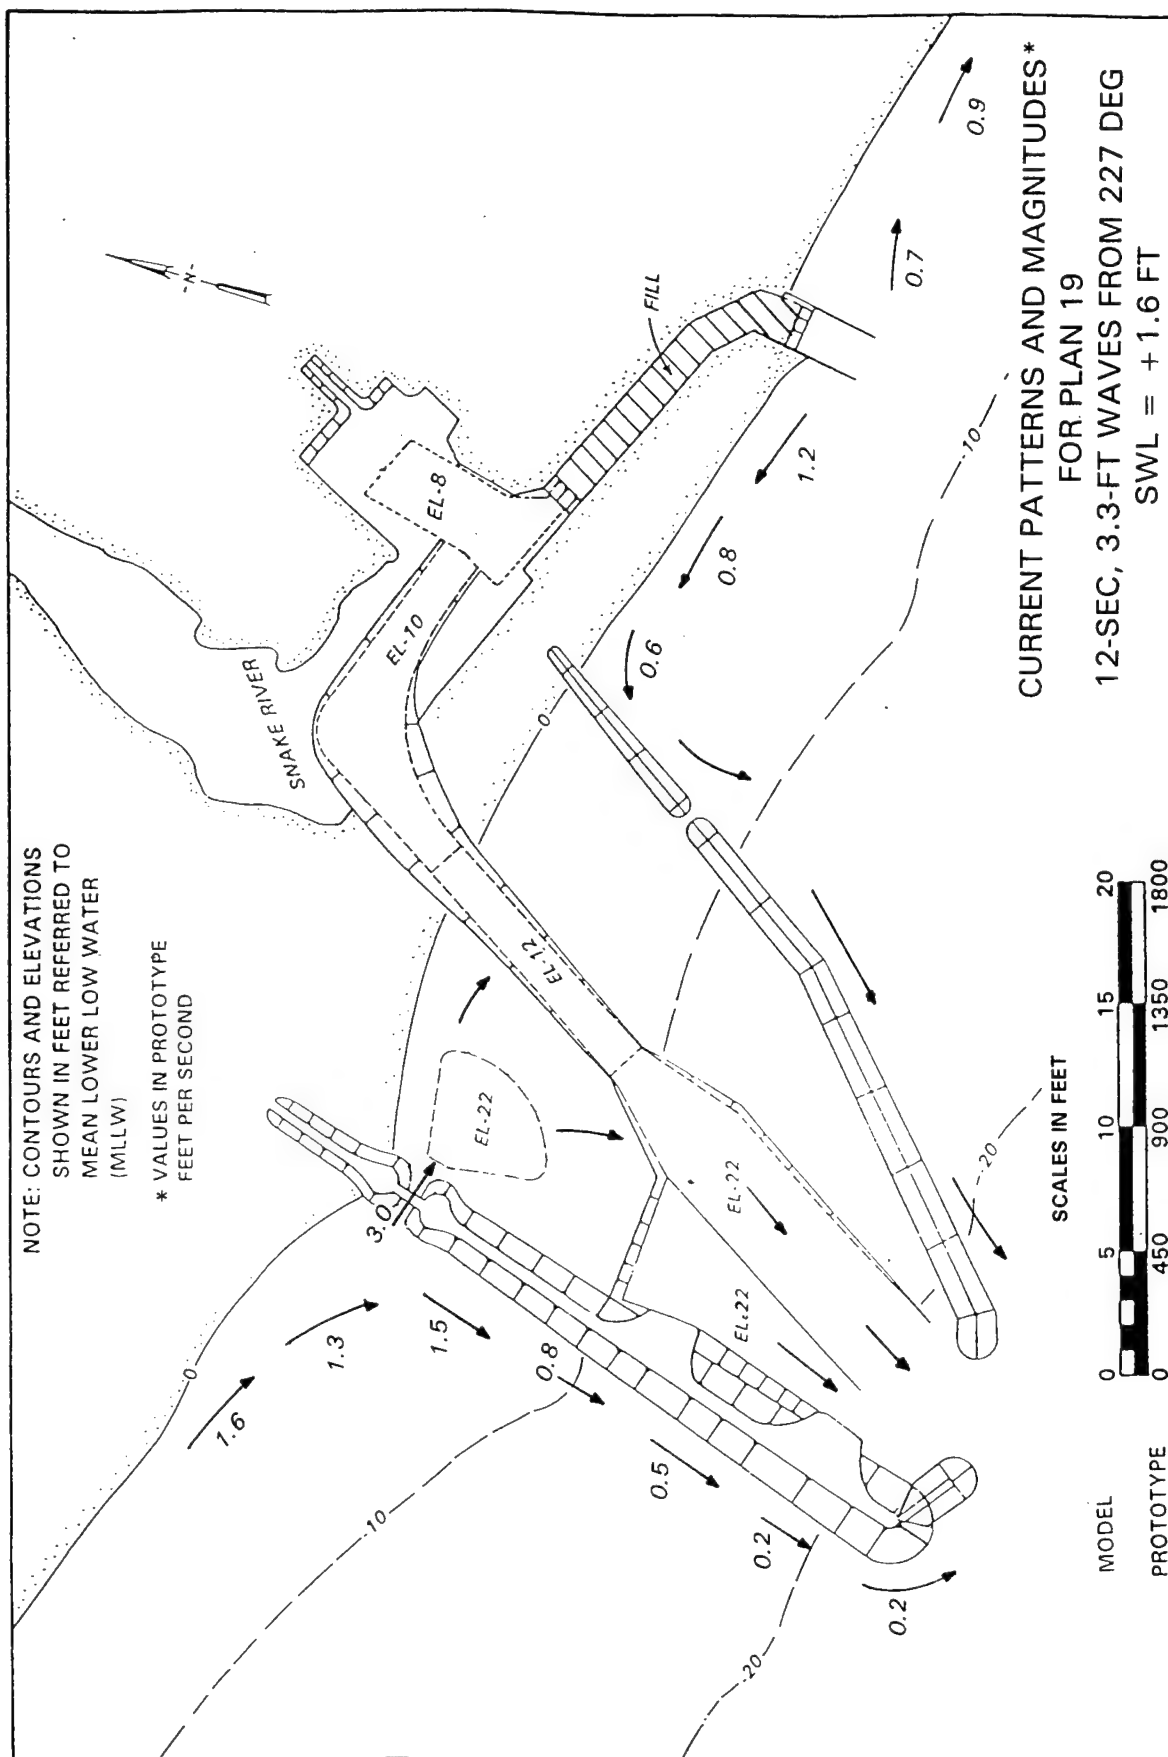 NOTE: CONTOURS AND ELEVATIONS
SHOWN IN FEET REFERRED TO
MEAN LOWER LOW WATER
(MLLW)
* VALUES IN PROTOTYPE
FEET PER SECOND
SNAKE RIVER
-N-
EL-8
EL-10
FILL
EL-12
EL-22
EL-22
EL-22
0
0
-10
-10
-20
-20
1.6
1.3
3.0
1.5
0.8
0.5
0.2
0.2
0.6
0.8
1.2
0.7
0.9
CURRENT PATTERNS AND MAGNITUDES*
FOR PLAN 19
12-SEC, 3.3-FT WAVES FROM 227 DEG
SWL = +1.6 FT
SCALES IN FEET
MODEL 0 5 10 15 20
PROTOTYPE 0 450 900 1350 1800